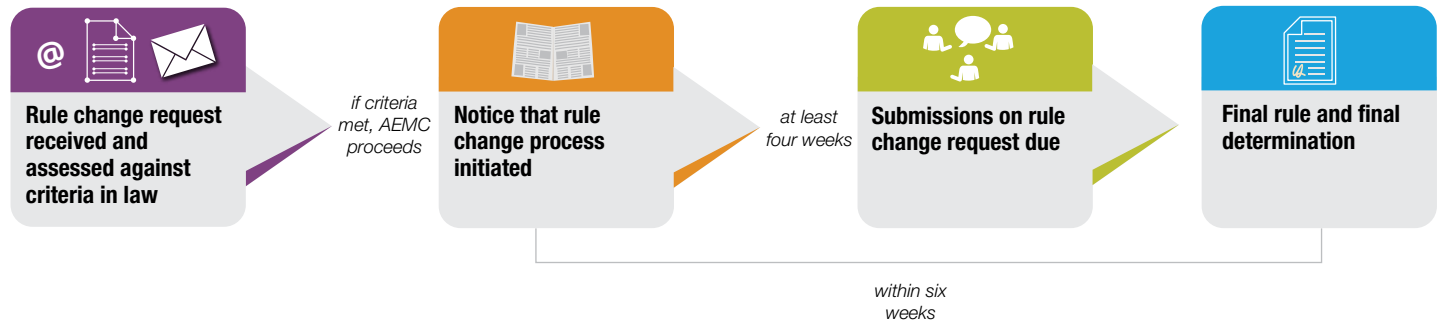 @
Rule change request
received and
assessed against
criteria in law
if criteria
met, AEMC
proceeds
Notice that rule
change process
initiated
at least
four weeks
Submissions on rule
change request due
Final rule and final
determination
within six
weeks